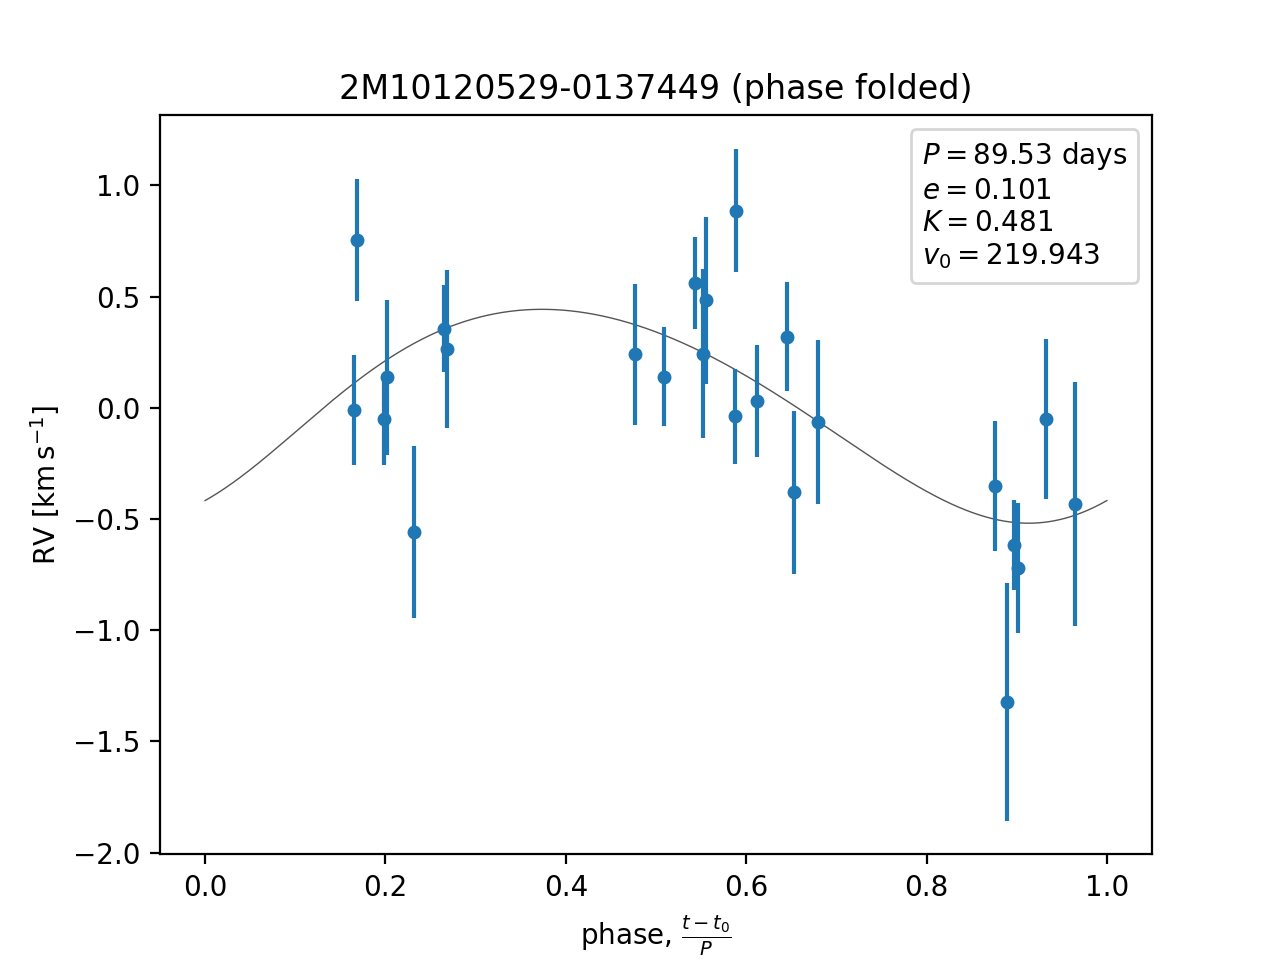 2M10120529-0137449 (phase folded)
P = 89.53 days
e = 0.101
K = 0.481
v₀ = 219.943
1.0
0.5
0.0
−0.5
−1.0
−1.5
−2.0
RV [km s⁻¹]
0.0 0.2 0.4 0.6 0.8 1.0
phase, (t − t₀)/P